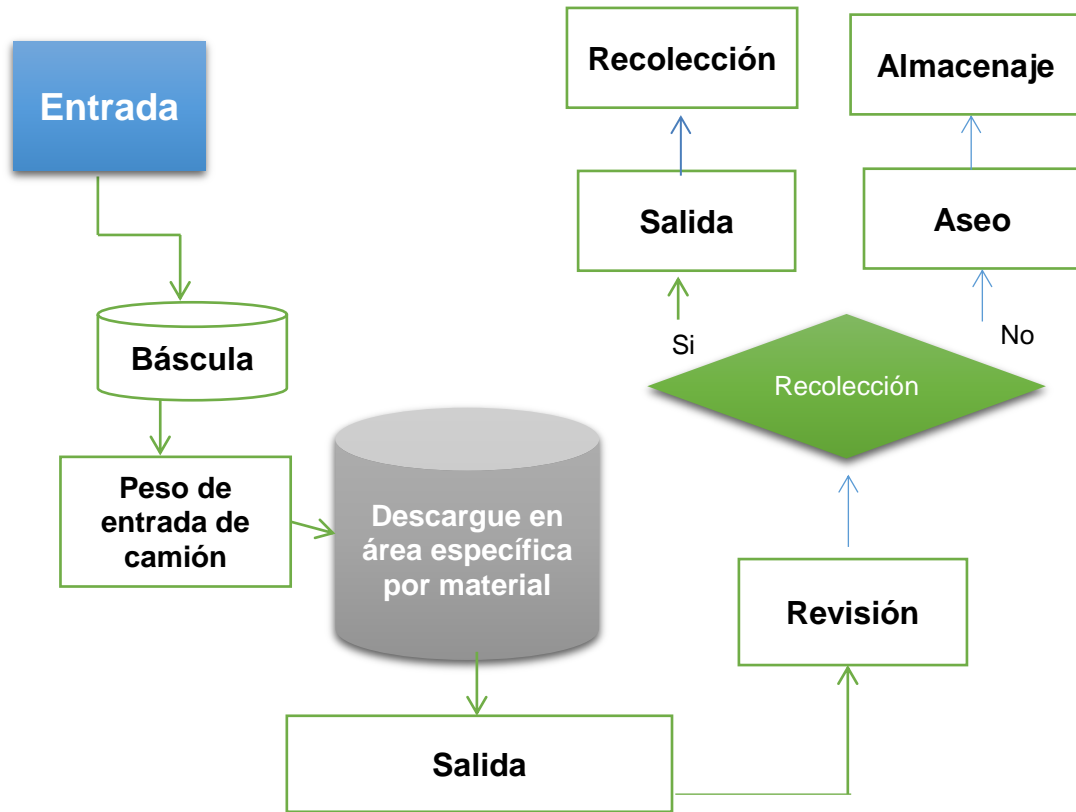 Entrada
Báscula
Peso de
entrada de
camión
Descargue en
área específica
por material
Salida
Revisión
Recolección
Si
No
Salida
Aseo
Recolección
Almacenaje